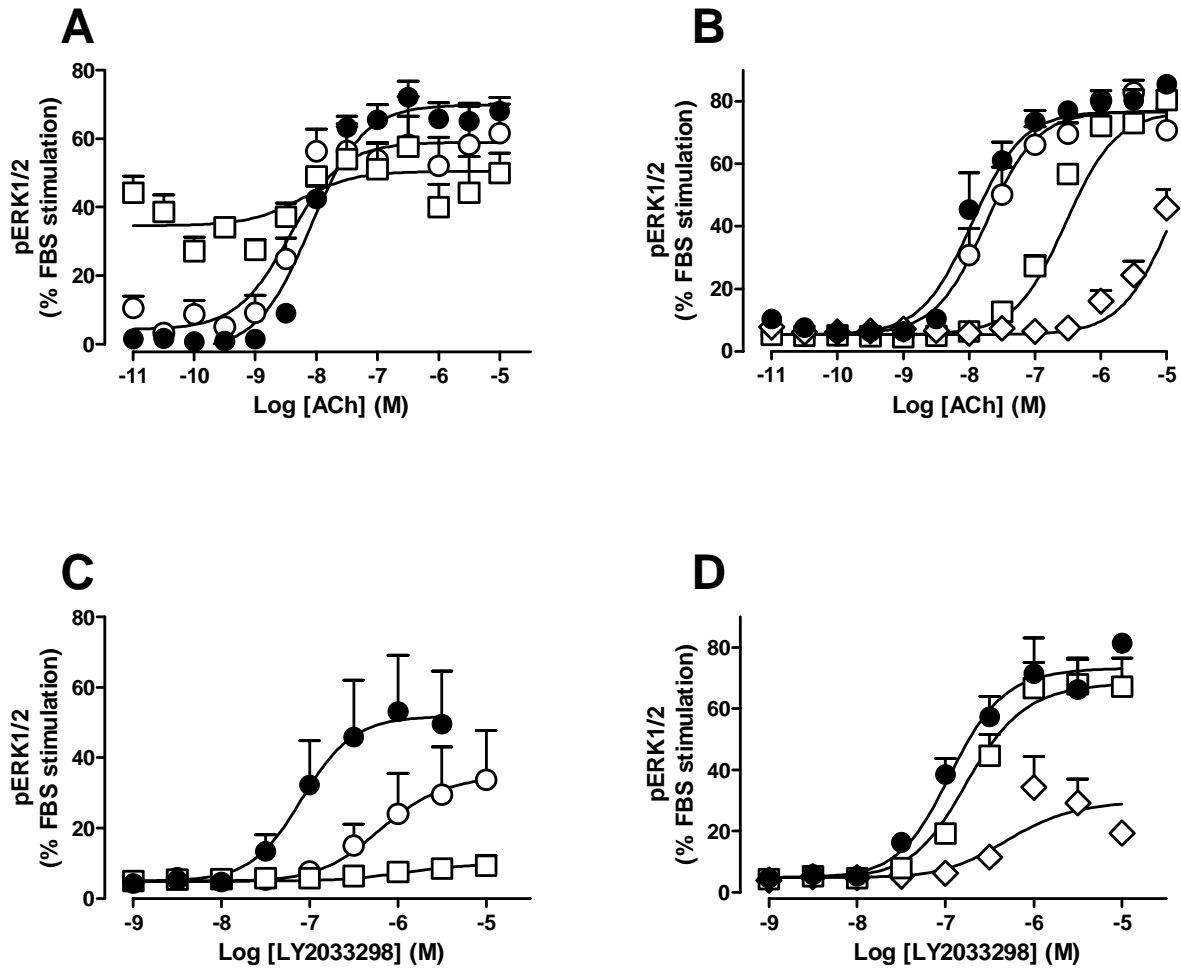 A
pERK1/2
(% FBS stimulation)
80
60
40
20
0
-11 -10 -9 -8 -7 -6 -5
Log [ACh] (M)
B
pERK1/2
(% FBS stimulation)
80
60
40
20
0
-11 -10 -9 -8 -7 -6 -5
Log [ACh] (M)
C
pERK1/2
(% FBS stimulation)
80
60
40
20
0
-9 -8 -7 -6 -5
Log [LY2033298] (M)
D
pERK1/2
(% FBS stimulation)
80
60
40
20
0
-9 -8 -7 -6 -5
Log [LY2033298] (M)